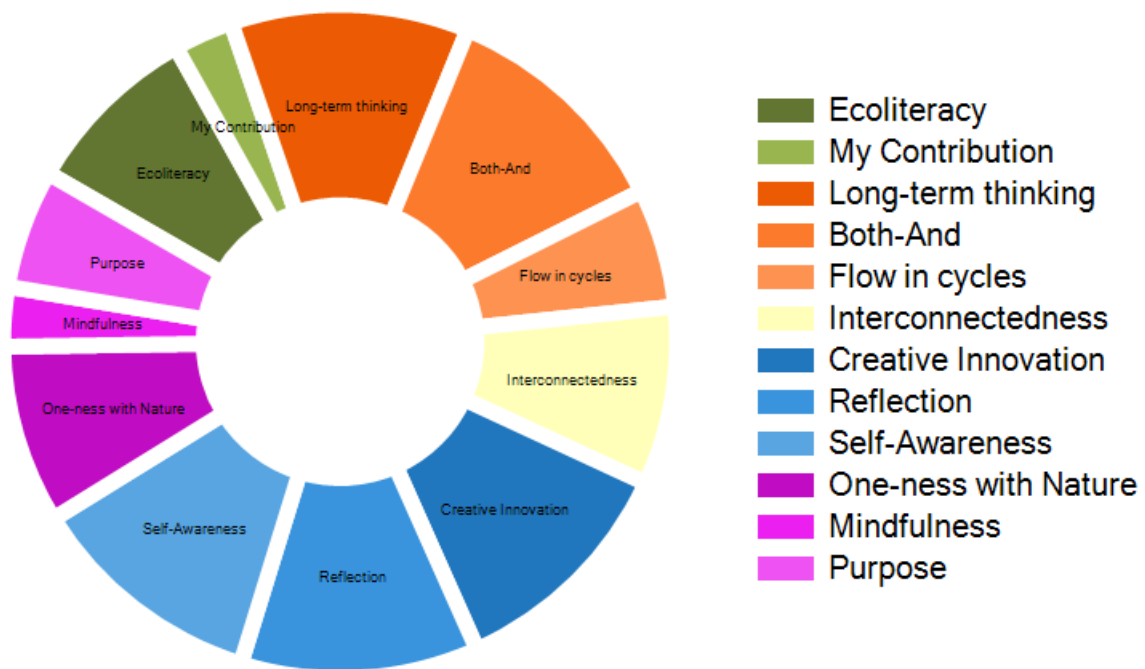 Long-term thinking
My Contribution
Both-And
Ecoliteracy
Purpose
Flow in cycles
Mindfulness
Interconnectedness
One-ness with Nature
Creative Innovation
Self-Awareness
Reflection
Ecoliteracy
My Contribution
Long-term thinking
Both-And
Flow in cycles
Interconnectedness
Creative Innovation
Reflection
Self-Awareness
One-ness with Nature
Mindfulness
Purpose